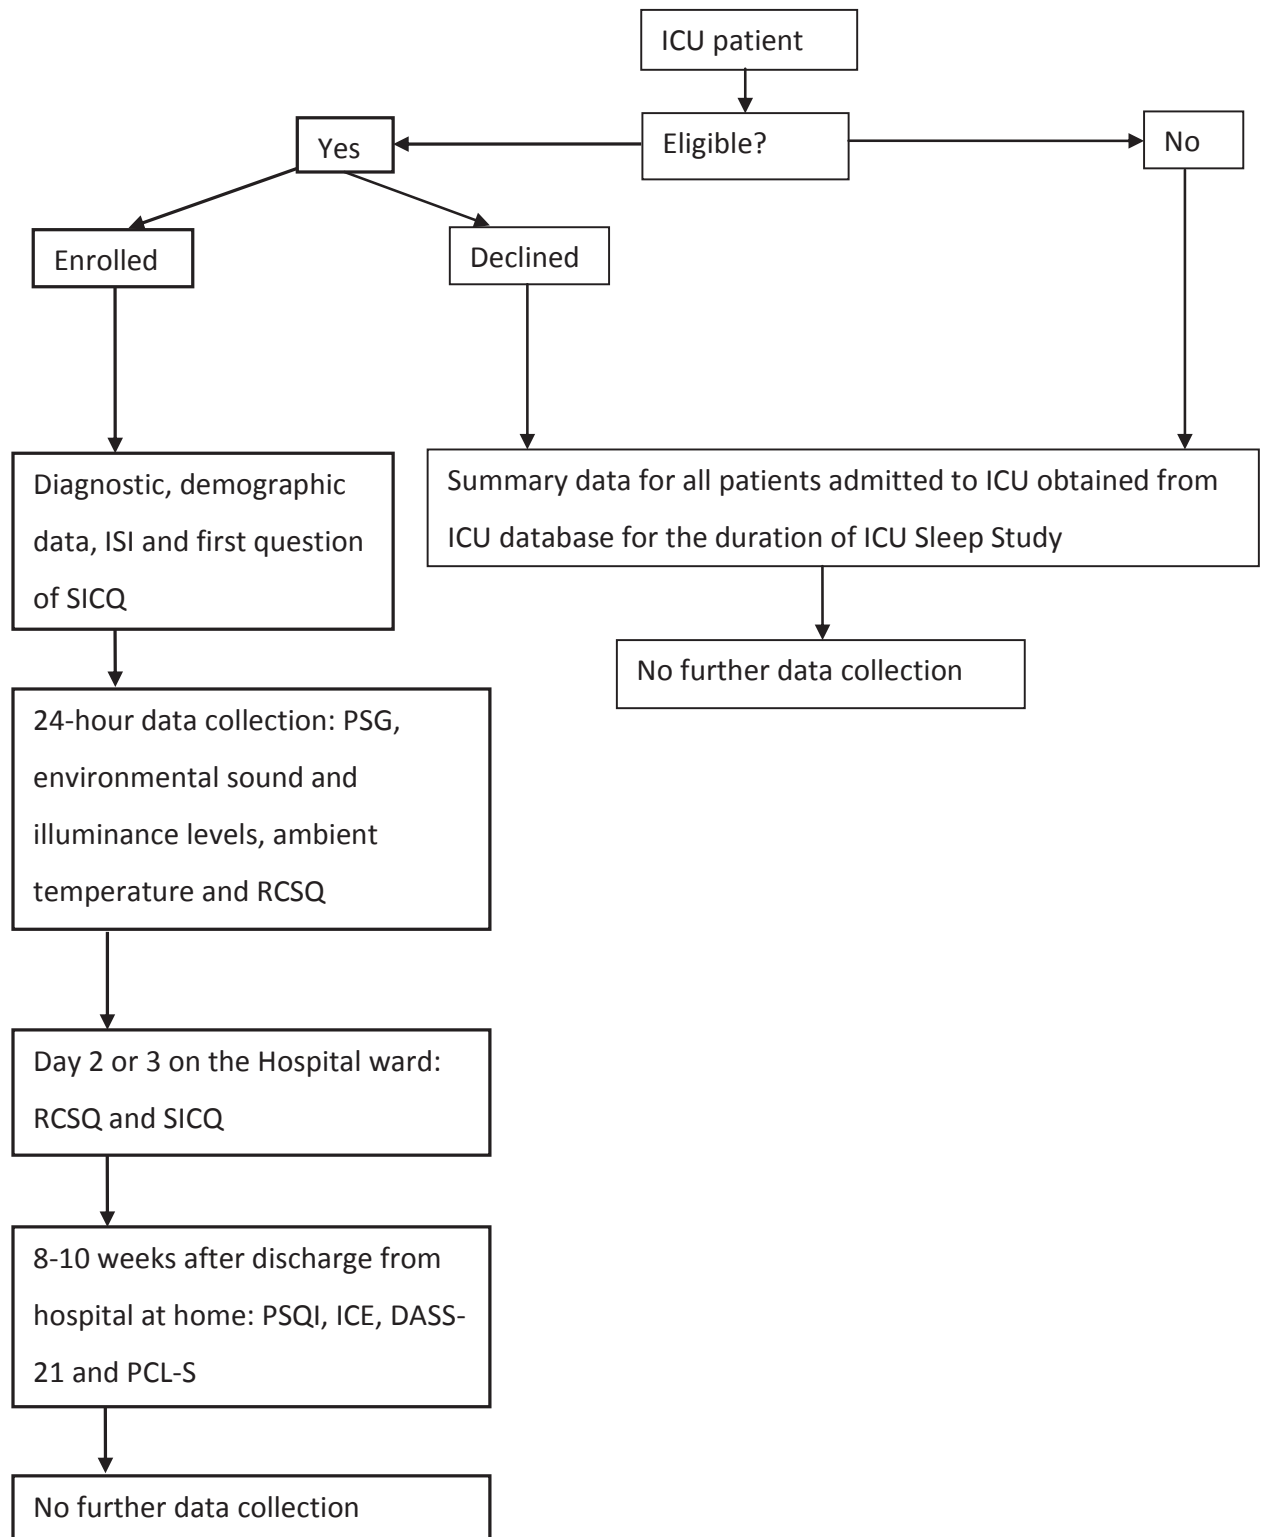 ICU patient
Yes
Eligible?
No
Enrolled
Declined
Diagnostic, demographic
data, ISI and first question
of SICQ
Summary data for all patients admitted to ICU obtained from
ICU database for the duration of ICU Sleep Study
No further data collection
24-hour data collection: PSG,
environmental sound and
illuminance levels, ambient
temperature and RCSQ
Day 2 or 3 on the Hospital ward:
RCSQ and SICQ
8-10 weeks after discharge from
hospital at home: PSQI, ICE, DASS-
21 and PCL-S
No further data collection